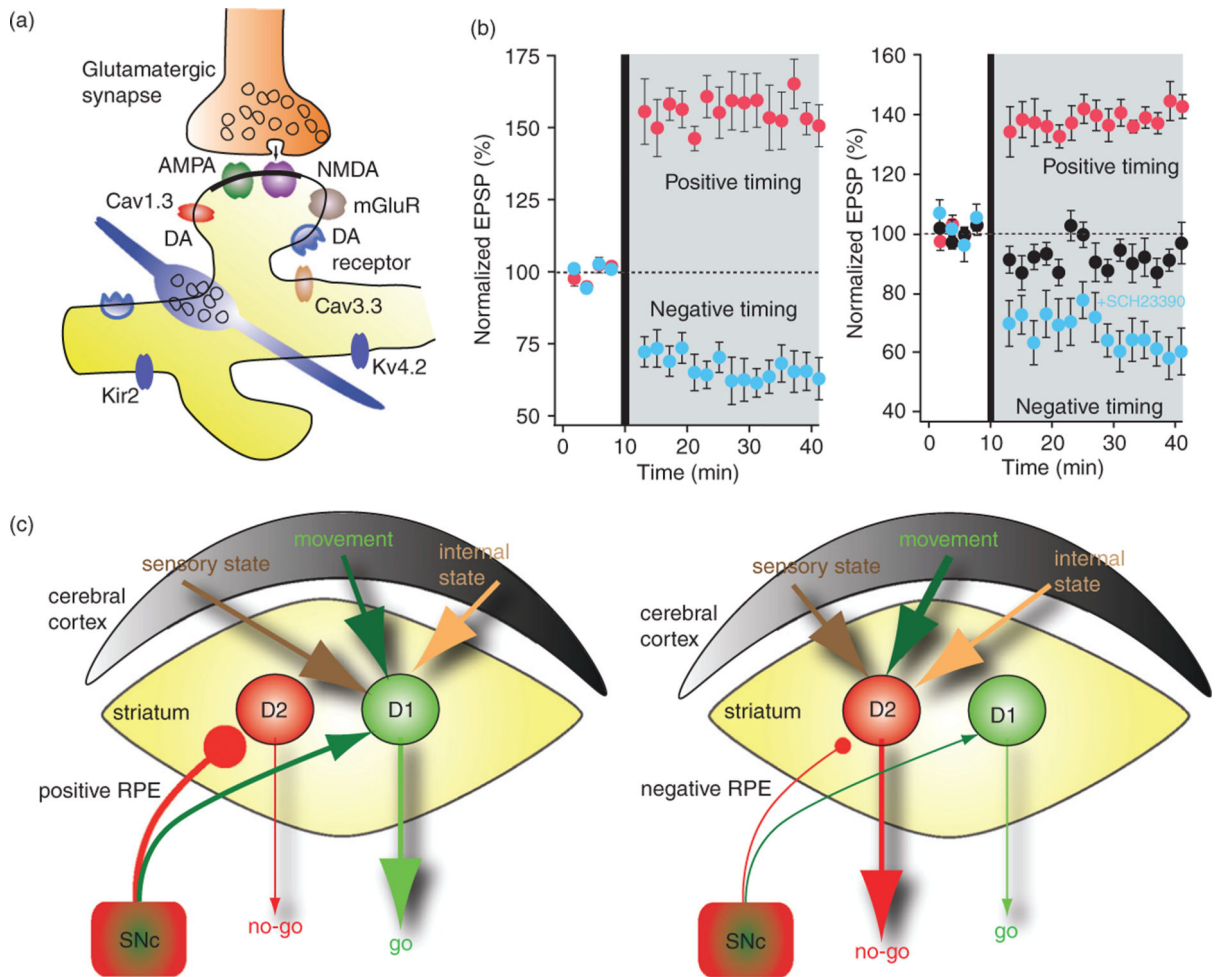 (a)
Glutamatergic
synapse
AMPA
NMDA
Cav1.3
mGluR
DA
DA
receptor
Cav3.3
Kv4.2
Kir2
(b)
Normalized EPSP (%)
175
150
125
100
75
50
Positive timing
Negative timing
0 10 20 30 40
Time (min)
Normalized EPSP (%)
160
140
120
100
80
60
40
Positive timing
+SCH23390
Negative timing
0 10 20 30 40
Time (min)
(c)
movement
sensory state
internal
state
cerebral
cortex
striatum
D2
D1
positive RPE
SNc
no-go
go
movement
sensory state
internal
state
cerebral
cortex
striatum
D2
D1
negative RPE
SNc
no-go
go